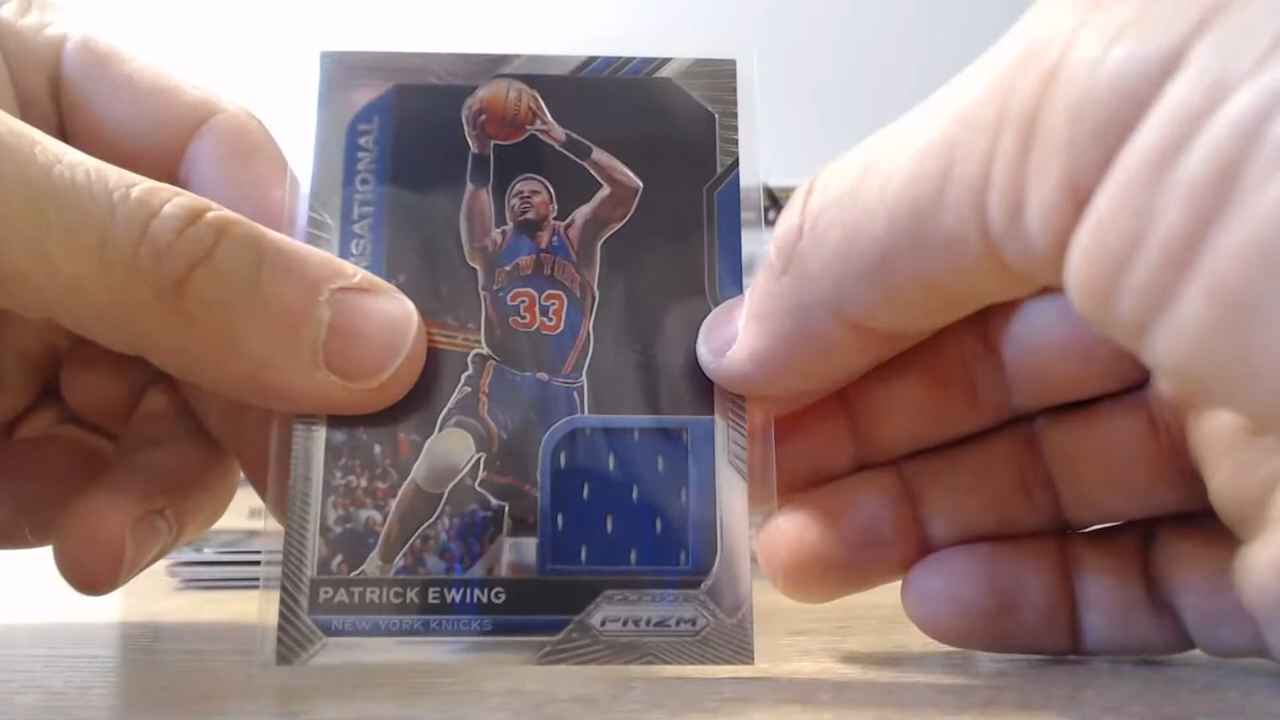 NSATIONAL
NEW YORK
33
PATRICK EWING
NEW YORK KNICKS
PANINI
PRIZM